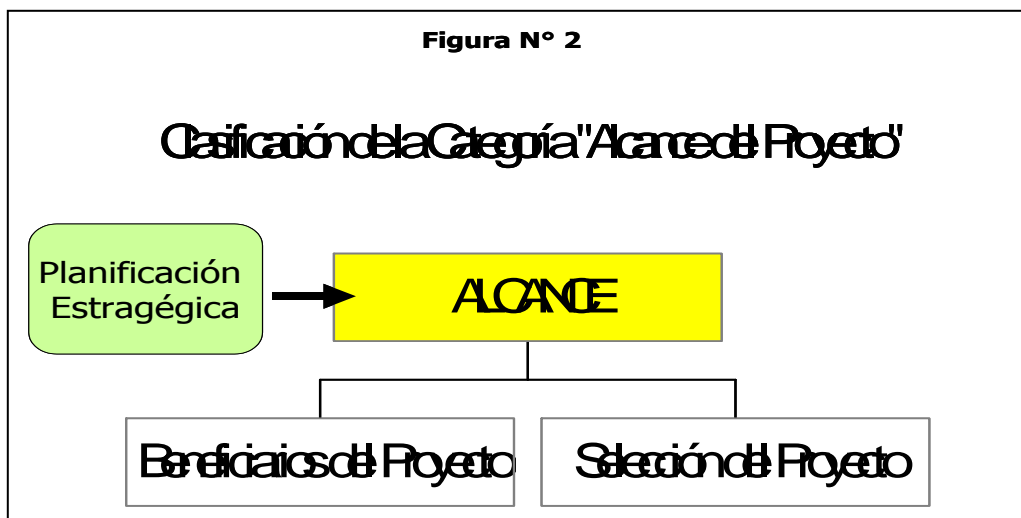 Figura N° 2
Clasificación de la Categoría "Alcance del Proyecto"
Planificación
Estragégica
ALCANCE
Beneficiarios del Proyecto
Selección del Proyecto